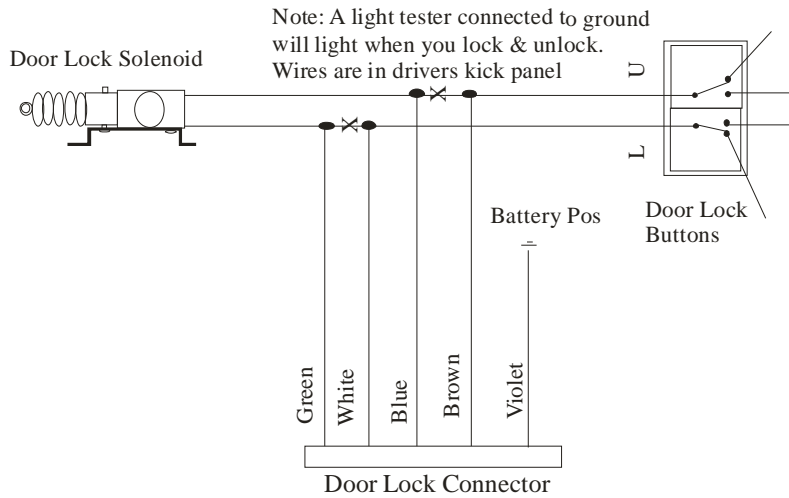 Note: A light tester connected to ground
will light when you lock & unlock.
Wires are in drivers kick panel
Door Lock Solenoid
U
X
X
L
Battery Pos
Door Lock
Buttons
Green
White
Blue
Brown
Violet
Door Lock Connector